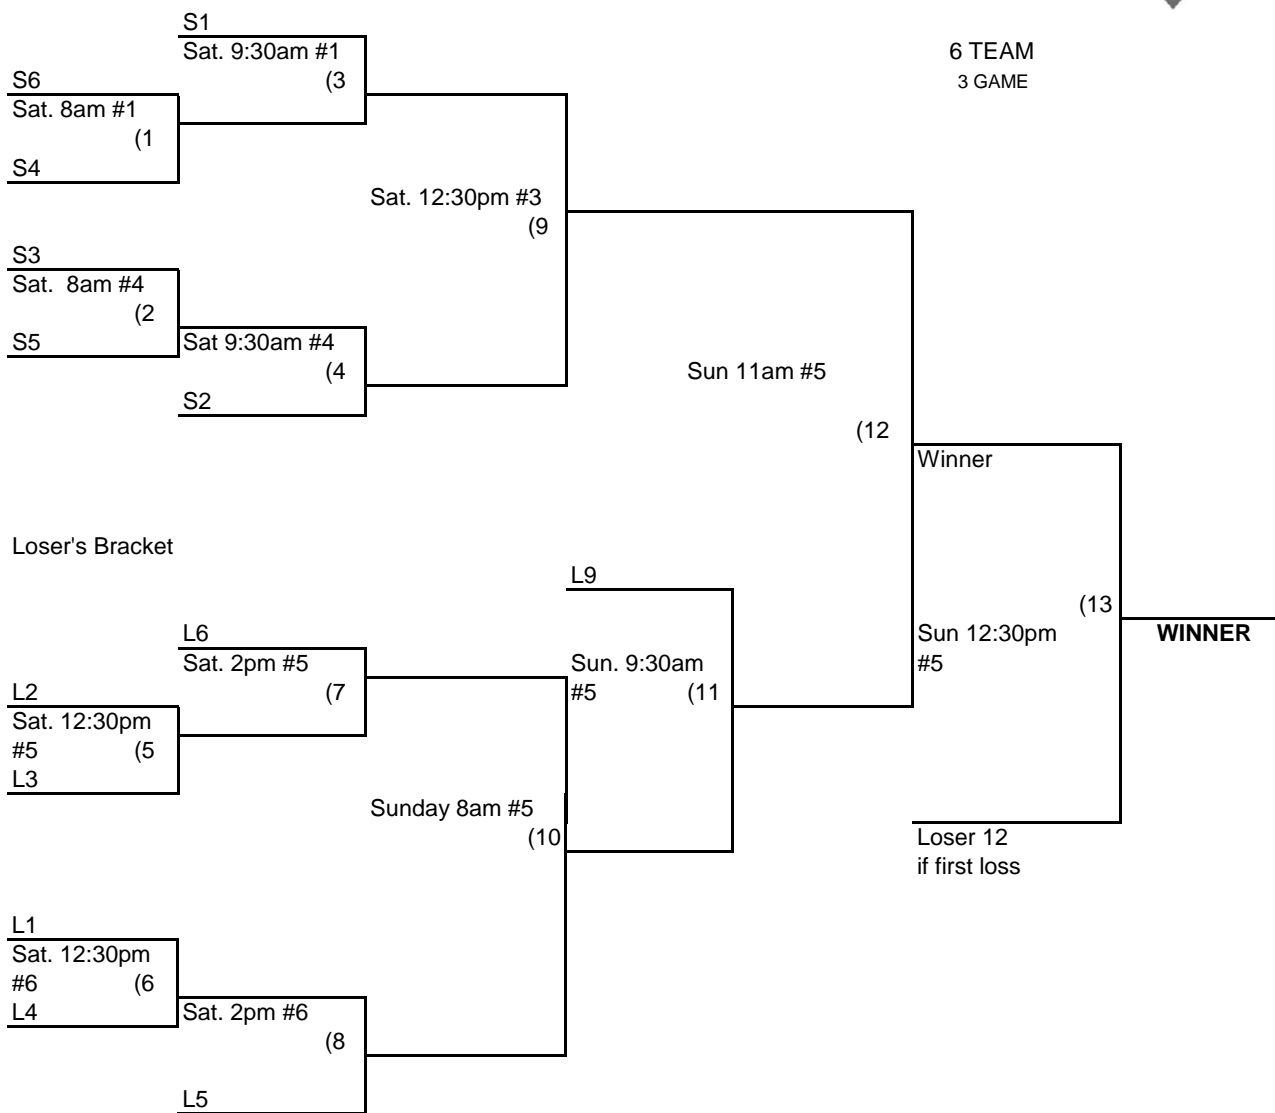 S1
Sat. 9:30am #1
(3
6 TEAM
3 GAME
S6
Sat. 8am #1
(1
S4
Sat. 12:30pm #3
(9
S3
Sat.  8am #4
(2
S5
Sat 9:30am #4
(4
S2
Sun 11am #5
(12
Winner
Loser's Bracket
L9
L6
Sat. 2pm #5
(7
Sun. 9:30am
#5 (11
(13
Sun 12:30pm
#5
WINNER
L2
Sat. 12:30pm
#5 (5
L3
Sunday 8am #5
(10
Loser 12
if first loss
L1
Sat. 12:30pm
#6 (6
L4
Sat. 2pm #6
(8
L5